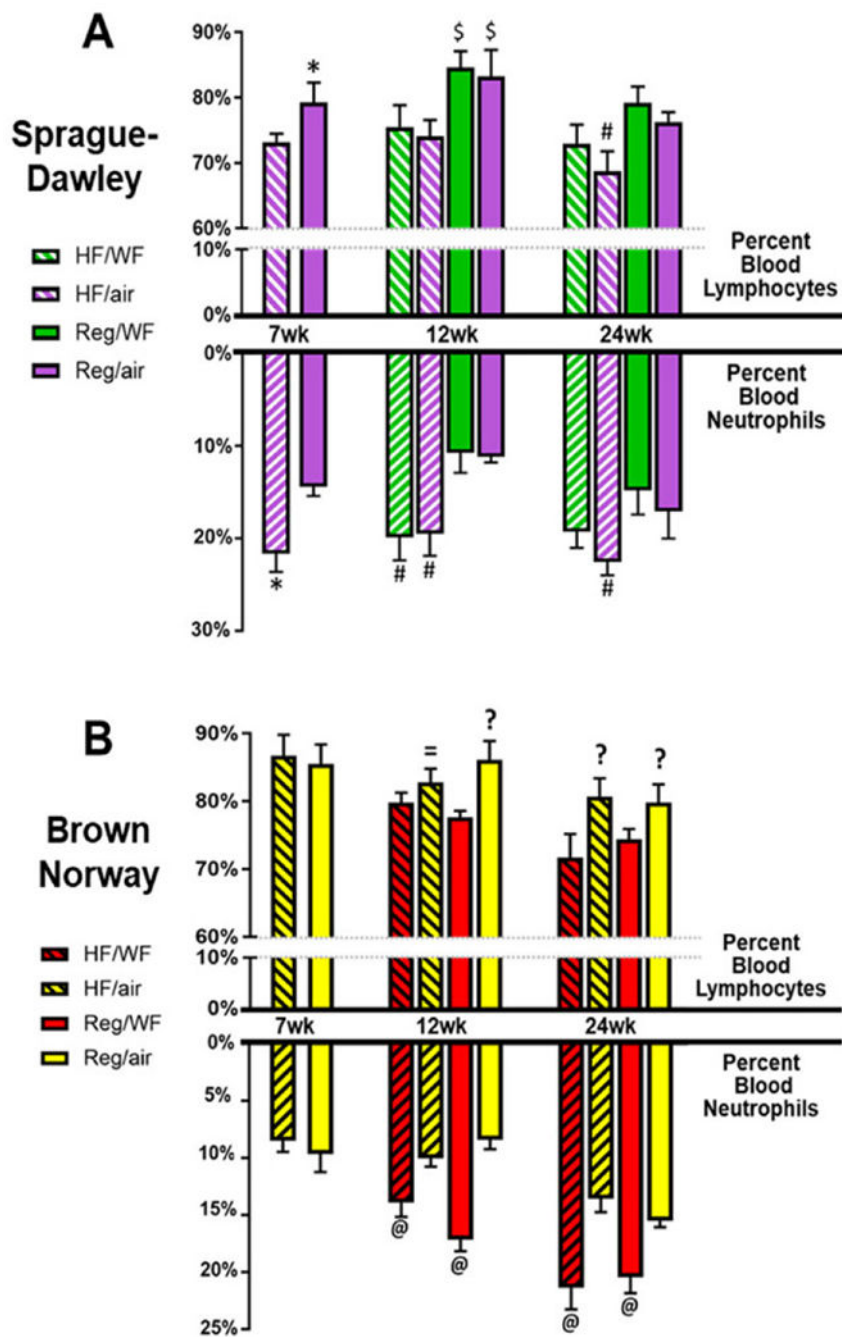 A
Sprague-
Dawley
HF/WF
HF/air
Reg/WF
Reg/air
90%
80%
70%
60%
10%
0%
*
$
$
#
Percent
Blood
Lymphocytes
7wk
12wk
24wk
0%
10%
20%
30%
Percent
Blood
Neutrophils
*
#
#
#
B
Brown
Norway
HF/WF
HF/air
Reg/WF
Reg/air
90%
80%
70%
60%
10%
0%
=
?
?
?
Percent
Blood
Lymphocytes
7wk
12wk
24wk
0%
5%
10%
15%
20%
25%
Percent
Blood
Neutrophils
@
@
@
@